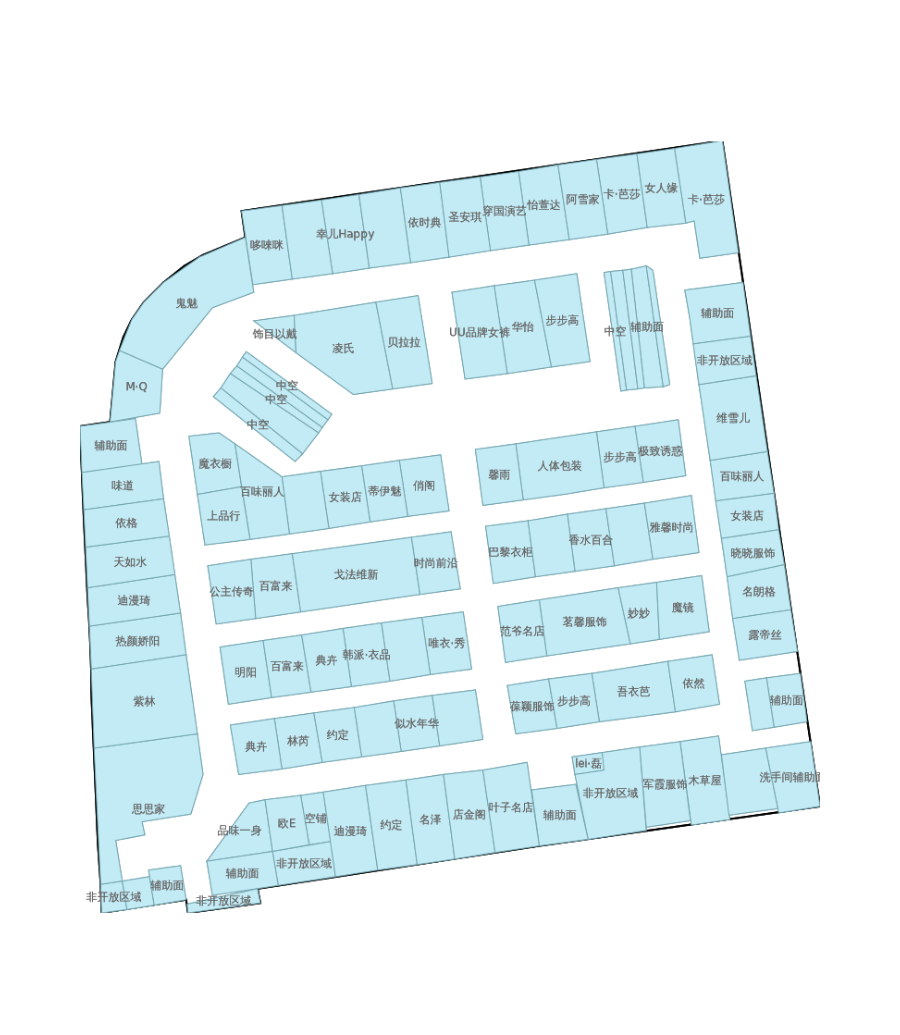 卡·芭莎
女人缘
卡·芭莎
阿雪家
怡萱达
穿国演艺
圣安琪
依时典
幸儿Happy
哆唻咪
鬼魅
M·Q
饰目以戴
凌氏
贝拉拉
UU品牌女裤
华怡
步步高
中空
辅助面
辅助面
非开放区域
中空
中空
中空
维雪儿
辅助面
味道
依格
天如水
迪漫琦
热颜娇阳
紫林
思思家
魔衣橱
上品行
百味丽人
女装店
蒂伊魅
俏阁
馨雨
人体包装
步步高
极致诱惑
百味丽人
女装店
晓晓服饰
名朗格
露帝丝
公主传奇
百富来
戈法维新
时尚前沿
巴黎衣柜
香水百合
雅馨时尚
明阳
百富来
典卉
韩派·衣品
唯衣·秀
范爷名店
茗馨服饰
妙妙
魔镜
典卉
林芮
约定
似水年华
葆颖服饰
步步高
吾衣芭
依然
辅助面
品味一身
欧E
空铺
迪漫琦
约定
名泽
店金阁
叶子名店
辅助面
lei·磊
非开放区域
军霞服饰
木草屋
洗手间辅助面
辅助面
非开放区域
非开放区域
辅助面
非开放区域